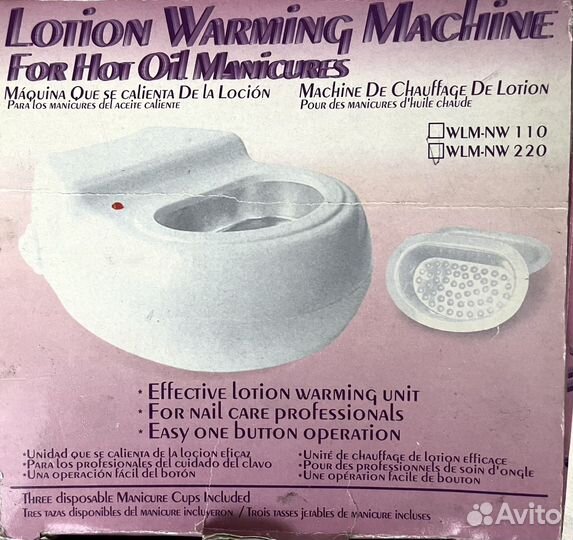 Lotion Warming Machine
For Hot Oil Manicures
Máquina Que se calienta De la Loción
Para los manicures del aceite caliente
Machine De Chauffage De Lotion
Pour des manicures d'huile chaude
WLM-NW 110
WLM-NW 220
· Effective lotion warming unit
· For nail care professionals
· Easy one button operation
·Unidad que se calienta de la locion eficaz
·Para los profesionales del cuidado del clavo
·Una operación fácil del botón
·Unité de chauffage de lotion efficace
·Pour des professionnels de soin d'ongle
·Une opération facile de bouton
Three disposable Manicure Cups Included
Tres tazas disponibles del manicure incluyeron / Trois tasses jetables de manicure incluses
Avito